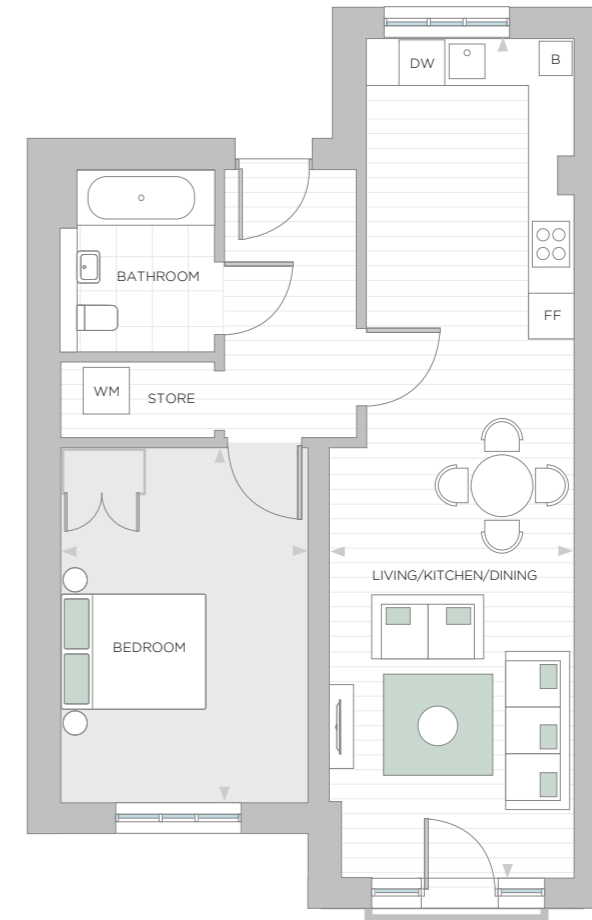 DW
B
BATHROOM
FF
WM
STORE
LIVING/KITCHEN/DINING
BEDROOM